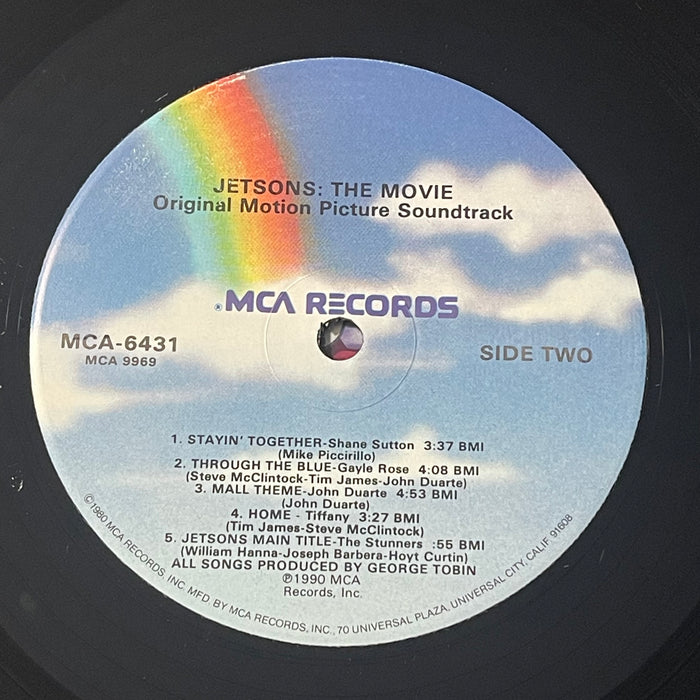 JETSONS: THE MOVIE
Original Motion Picture Soundtrack
®MCA RECORDS
MCA-6431
MCA 9969
SIDE TWO
1. STAYIN' TOGETHER-Shane Sutton 3:37 BMI
(Mike Piccirillo)
2. THROUGH THE BLUE-Gayle Rose 4:08 BMI
(Steve McClintock-Tim James-John Duarte)
3. MALL THEME-John Duarte 4:53 BMI
(John Duarte)
4. HOME - Tiffany 3:27 BMI
(Tim James-Steve McClintock)
5. JETSONS MAIN TITLE-The Stunners :55 BMI
(William Hanna-Joseph Barbera-Hoyt Curtin)
ALL SONGS PRODUCED BY GEORGE TOBIN
℗1990 MCA
Records, Inc.
©1980 MCA RECORDS, INC. MFD. BY MCA RECORDS, INC., 70 UNIVERSAL PLAZA, UNIVERSAL CITY, CALIF. 91608